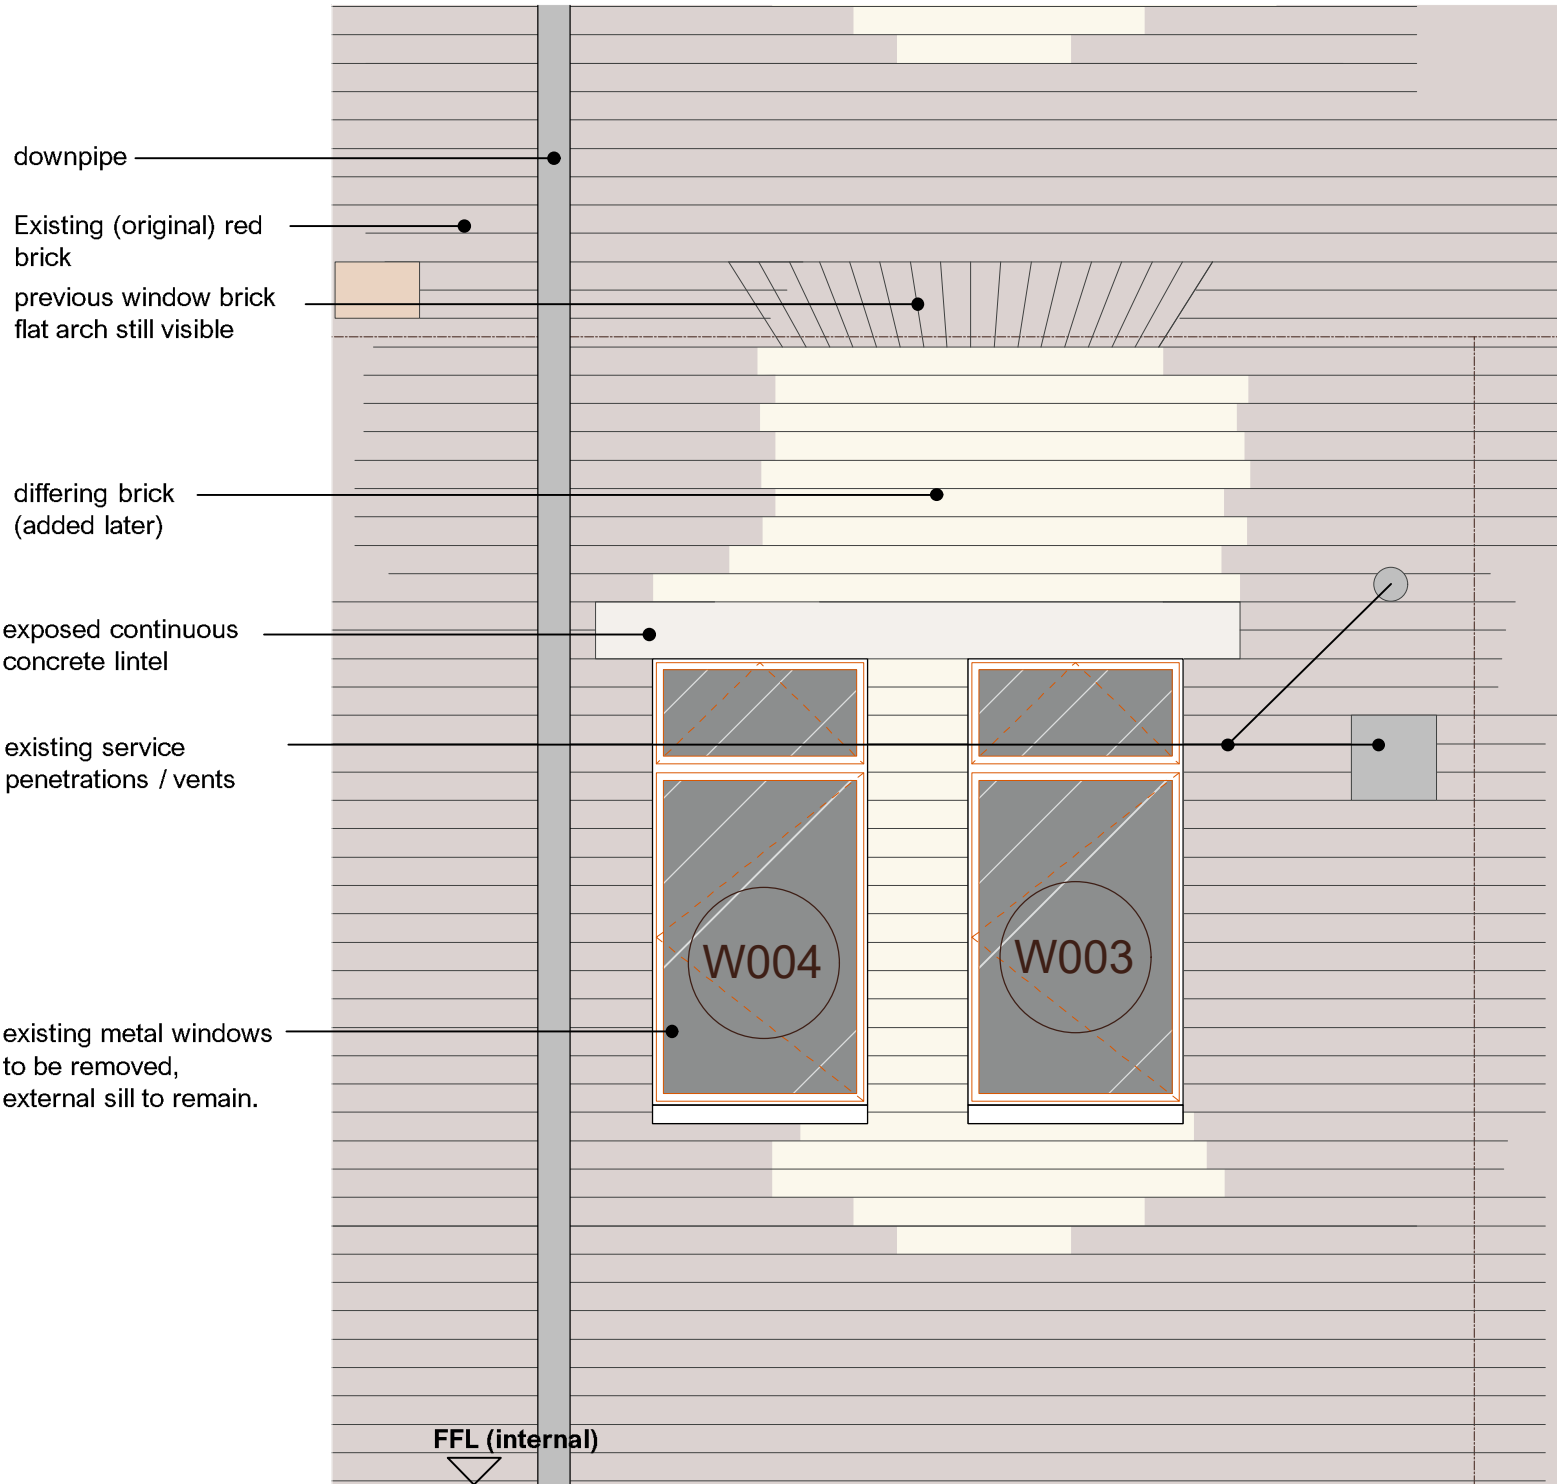 downpipe
Existing (original) red
brick
previous window brick
flat arch still visible
differing brick
(added later)
exposed continuous
concrete lintel
existing service
penetrations / vents
W004
W003
existing metal windows
to be removed,
external sill to remain.
FFL (internal)